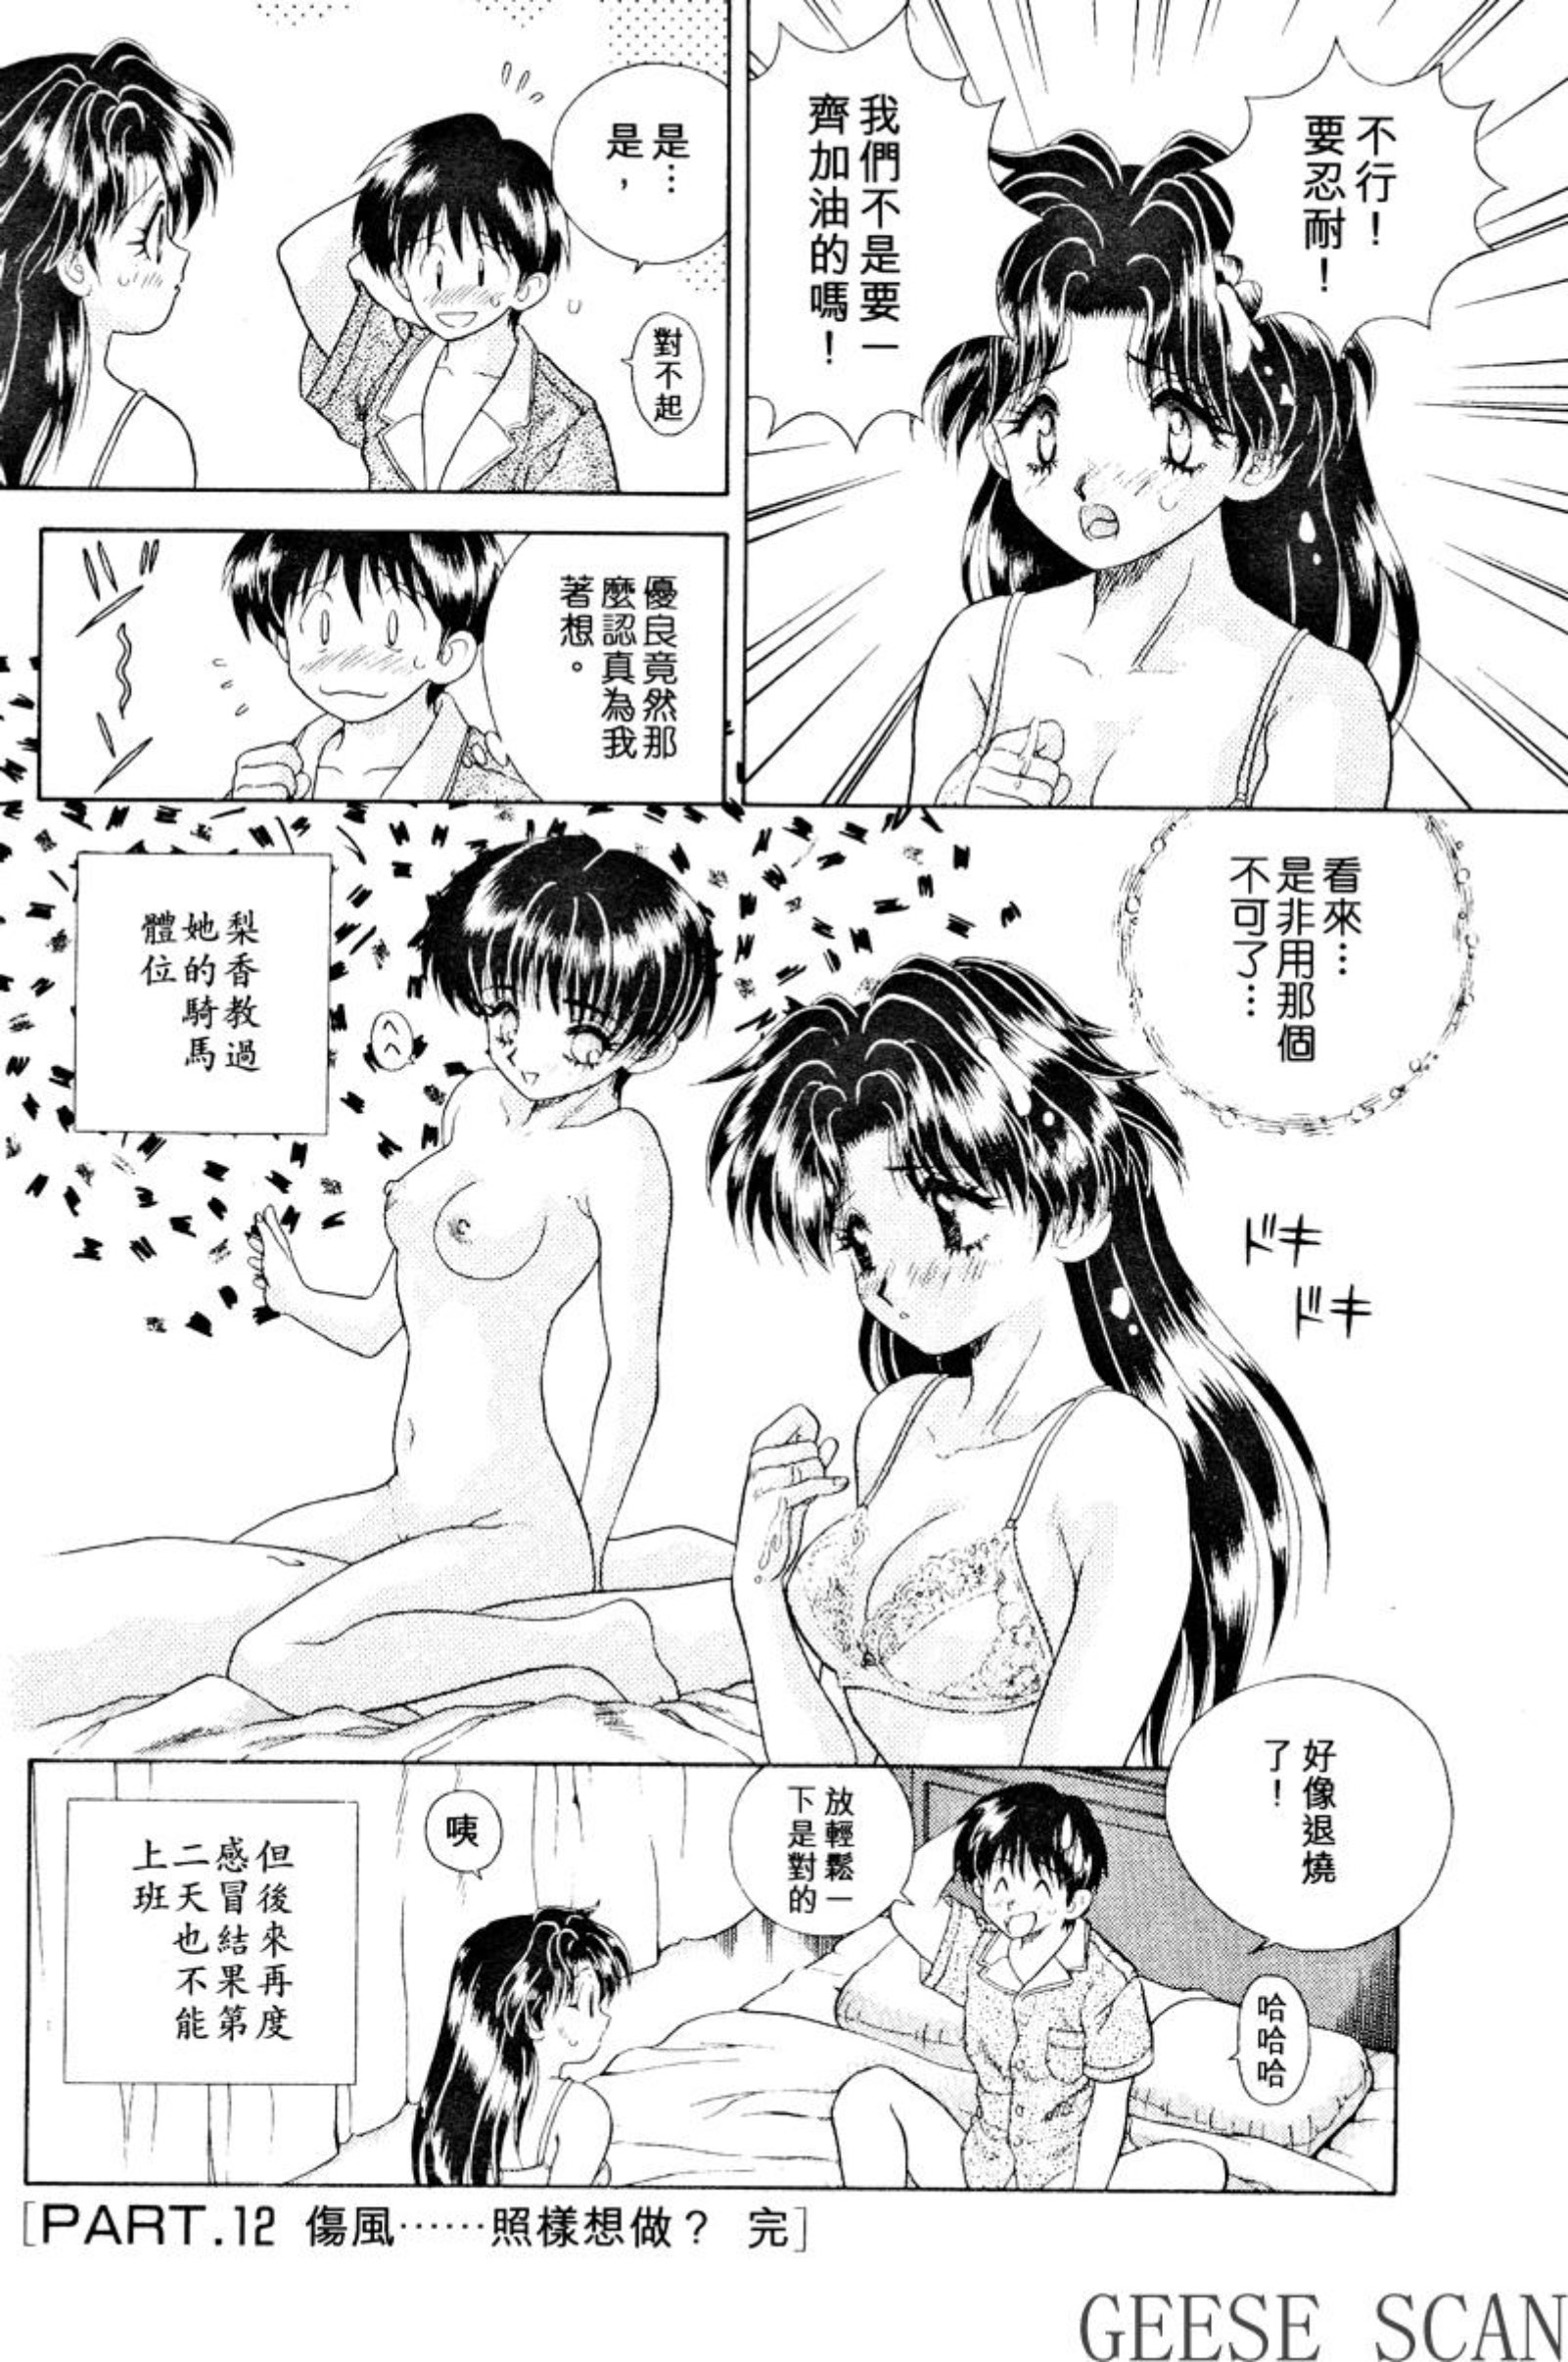 不行！
要忍耐！
我們不是要一
齊加油的嗎！
是…
是，
對不起
優良竟然那
麼認真為我
著想。
看來…
是非用那個
不可了…
ドキ
ドキ
梨香教過
她的騎馬
體位
へへ
好像退燒
了！
哈哈哈
放輕鬆一
下是對的
咦
但後來再度
感冒結果第
二天也不能
上班
[PART.12 傷風……照樣想做？ 完]
GEESE SCAN